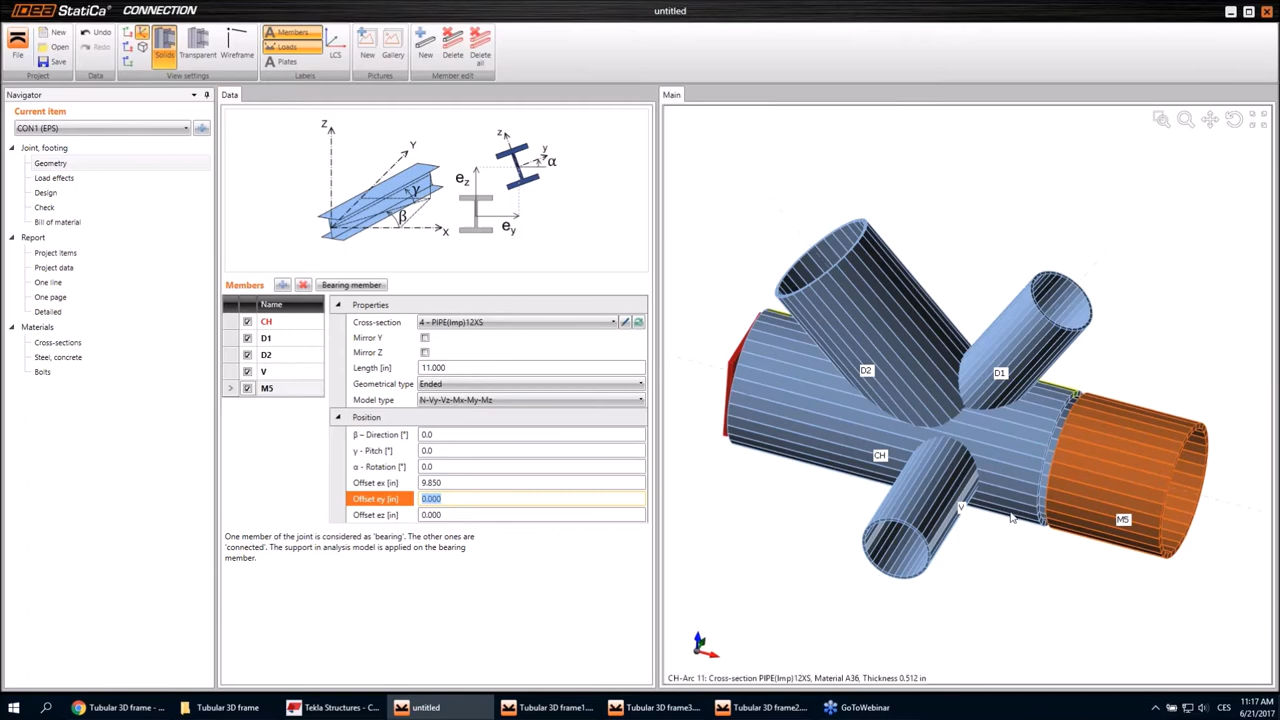 IDEA StatiCa® CONNECTION
untitled
File
New
Open
Save
Project
Undo
Redo
Data
Solids
Transparent
Wireframe
View settings
Members
Loads
Plates
Labels
LCS
New
Gallery
Pictures
New
Delete
Delete all
Member edit
Navigator
Current item
CON1 (EPS)
Joint, footing
Geometry
Load effects
Design
Check
Bill of material
Report
Project items
Project data
One line
One page
Detailed
Materials
Cross-sections
Steel, concrete
Bolts
Data
Z
Y
X
γ
β
z
y
α
ez
ey
Members
Bearing member
Name
CH
D1
D2
V
M5
Properties
Cross-section 4 - PIPE(Imp)12XS
Mirror Y
Mirror Z
Length [in] 11.000
Geometrical type Ended
Model type N-Vy-Vz-Mx-My-Mz
Position
β – Direction [°] 0.0
γ - Pitch [°] 0.0
α - Rotation [°] 0.0
Offset ex [in] 9.850
Offset ey [in] 0.000
Offset ez [in] 0.000
One member of the joint is considered as 'bearing'. The other ones are
'connected'. The support in analysis model is applied on the bearing
member.
Main
D2
D1
CH
V
M5
CH-Arc 11: Cross-section PIPE(Imp)12XS, Material A36, Thickness 0.512 in
Tubular 3D frame - ...
Tubular 3D frame
Tekla Structures - C...
untitled
Tubular 3D frame1....
Tubular 3D frame3....
Tubular 3D frame2....
GoToWebinar
CES
11:17 AM
6/21/2017